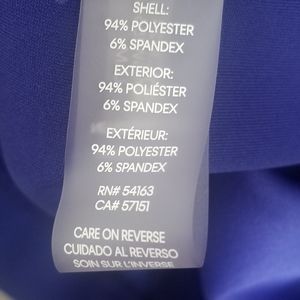 SHELL:
94% POLYESTER
6% SPANDEX
EXTERIOR:
94% POLIÉSTER
6% SPANDEX
EXTÉRIEUR:
94% POLYESTER
6% SPANDEX
RN# 54163
CA# 57151
CARE ON REVERSE
CUIDADO AL REVERSO
SOIN SUR L'INVERSE